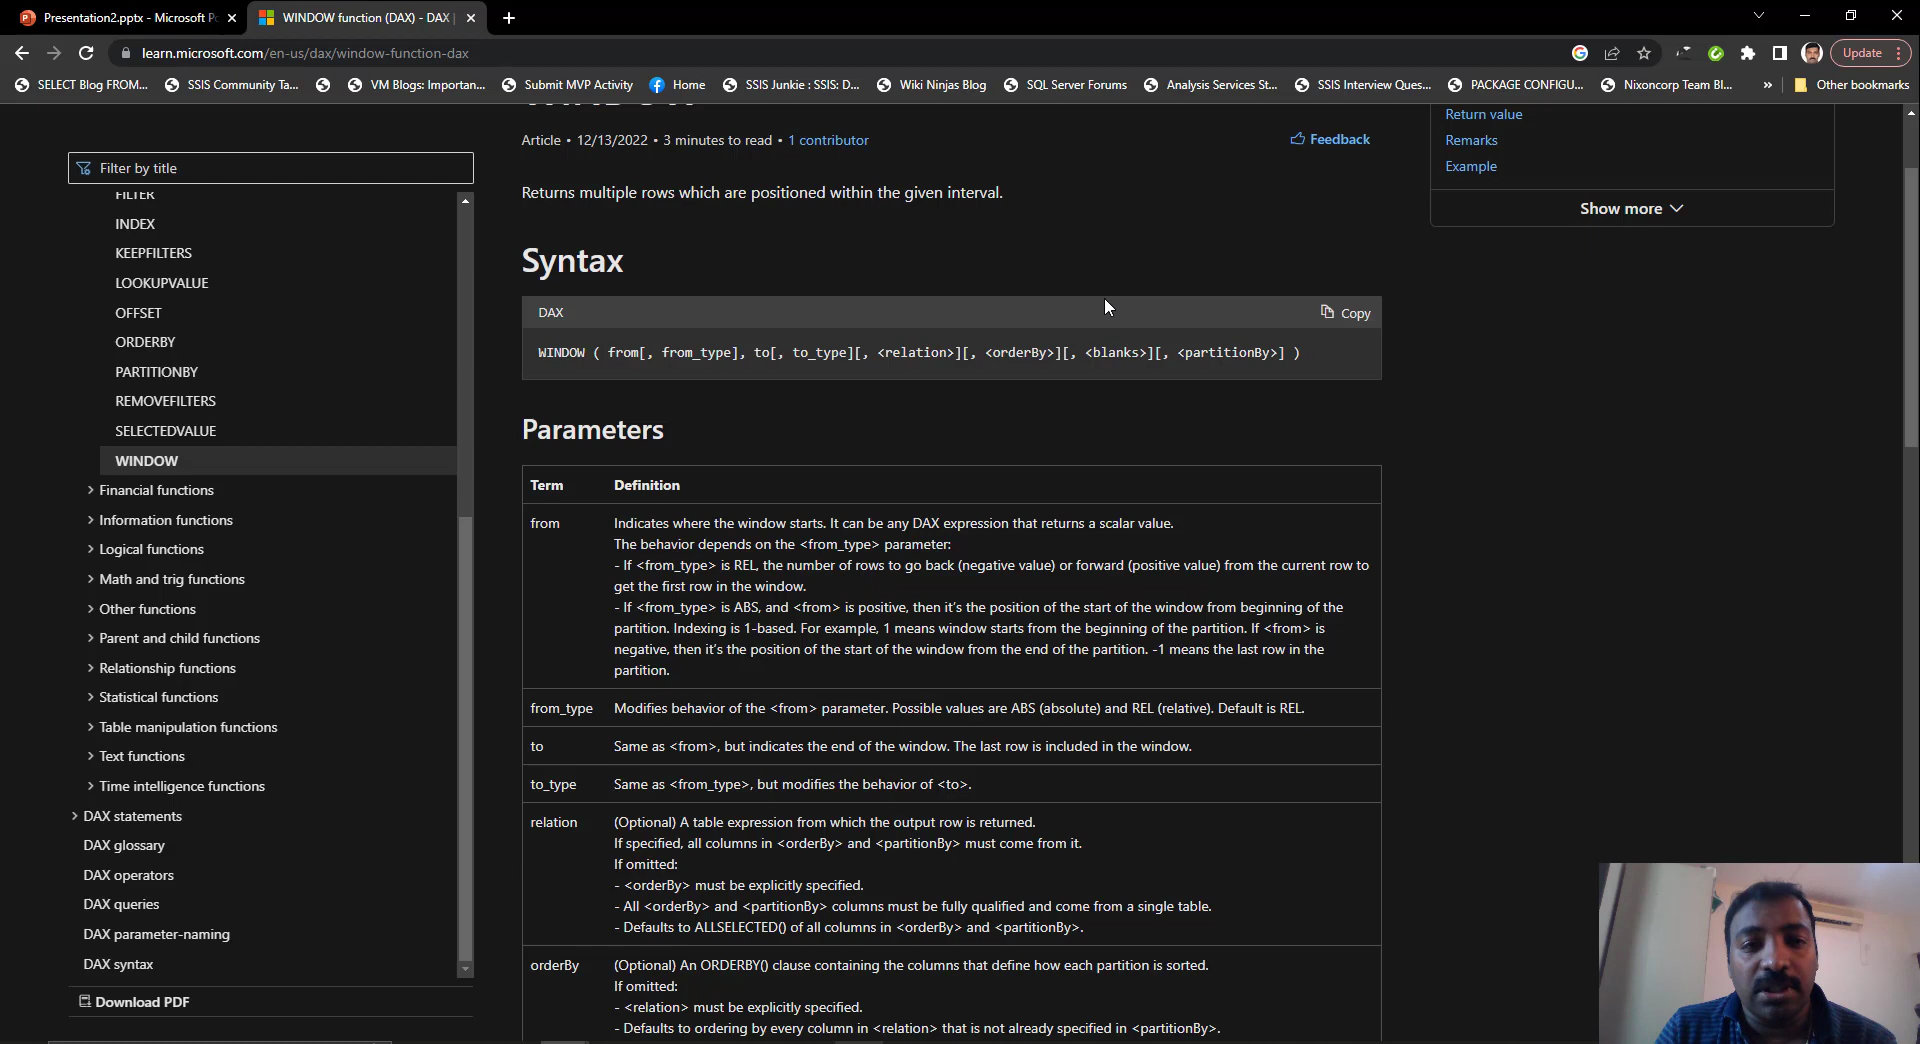 Presentation2.pptx - Microsoft Po
WINDOW function (DAX) - DAX |
learn.microsoft.com/en-us/dax/window-function-dax
Update
SELECT Blog FROM...
SSIS Community Ta...
VM Blogs: Importan...
Submit MVP Activity
Home
SSIS Junkie : SSIS: D...
Wiki Ninjas Blog
SQL Server Forums
Analysis Services St...
SSIS Interview Ques...
PACKAGE CONFIGU...
Nixoncorp Team Bl...
»
Other bookmarks
Filter by title
FILTER
INDEX
KEEPFILTERS
LOOKUPVALUE
OFFSET
ORDERBY
PARTITIONBY
REMOVEFILTERS
SELECTEDVALUE
WINDOW
Financial functions
Information functions
Logical functions
Math and trig functions
Other functions
Parent and child functions
Relationship functions
Statistical functions
Table manipulation functions
Text functions
Time intelligence functions
DAX statements
DAX glossary
DAX operators
DAX queries
DAX parameter-naming
DAX syntax
Download PDF
Article • 12/13/2022 • 3 minutes to read • 1 contributor
Feedback
Returns multiple rows which are positioned within the given interval.
Syntax
DAX
Copy
WINDOW ( from[, from_type], to[, to_type][, <relation>][, <orderBy>][, <blanks>][, <partitionBy>] )
Parameters
Term Definition
from Indicates where the window starts. It can be any DAX expression that returns a scalar value.
The behavior depends on the <from_type> parameter:
- If <from_type> is REL, the number of rows to go back (negative value) or forward (positive value) from the current row to
get the first row in the window.
- If <from_type> is ABS, and <from> is positive, then it's the position of the start of the window from beginning of the
partition. Indexing is 1-based. For example, 1 means window starts from the beginning of the partition. If <from> is
negative, then it's the position of the start of the window from the end of the partition. -1 means the last row in the
partition.
from_type Modifies behavior of the <from> parameter. Possible values are ABS (absolute) and REL (relative). Default is REL.
to Same as <from>, but indicates the end of the window. The last row is included in the window.
to_type Same as <from_type>, but modifies the behavior of <to>.
relation (Optional) A table expression from which the output row is returned.
If specified, all columns in <orderBy> and <partitionBy> must come from it.
If omitted:
- <orderBy> must be explicitly specified.
- All <orderBy> and <partitionBy> columns must be fully qualified and come from a single table.
- Defaults to ALLSELECTED() of all columns in <orderBy> and <partitionBy>.
orderBy (Optional) An ORDERBY() clause containing the columns that define how each partition is sorted.
If omitted:
- <relation> must be explicitly specified.
- Defaults to ordering by every column in <relation> that is not already specified in <partitionBy>.
Return value
Remarks
Example
Show more